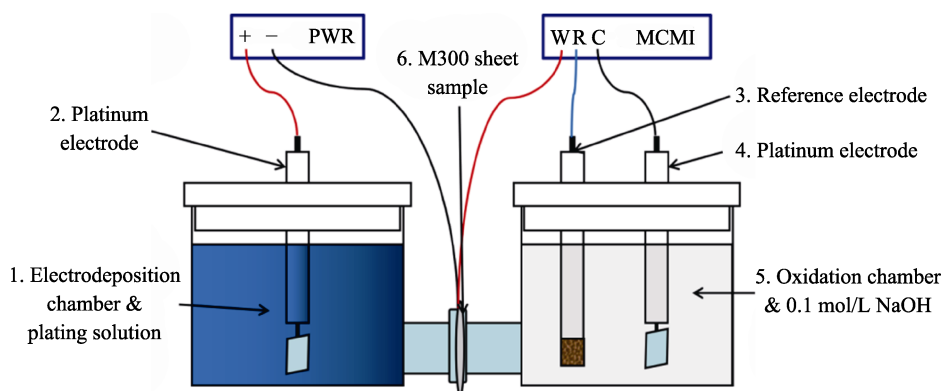 + − PWR
W R C MCMI
6. M300 sheet
sample
2. Platinum
electrode
3. Reference electrode
4. Platinum electrode
1. Electrodeposition
chamber &
plating solution
5. Oxidation chamber
& 0.1 mol/L NaOH